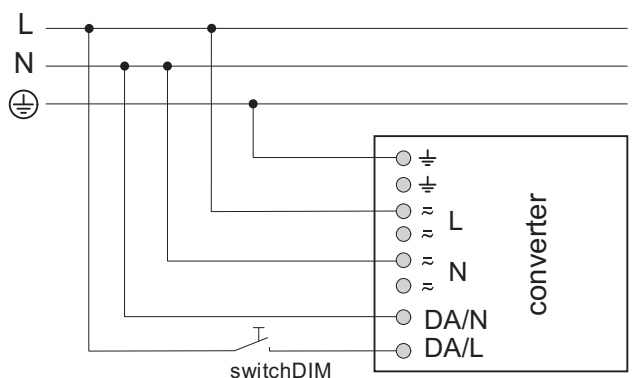 L
N
L
N
converter
DA/N
DA/L
switchDIM